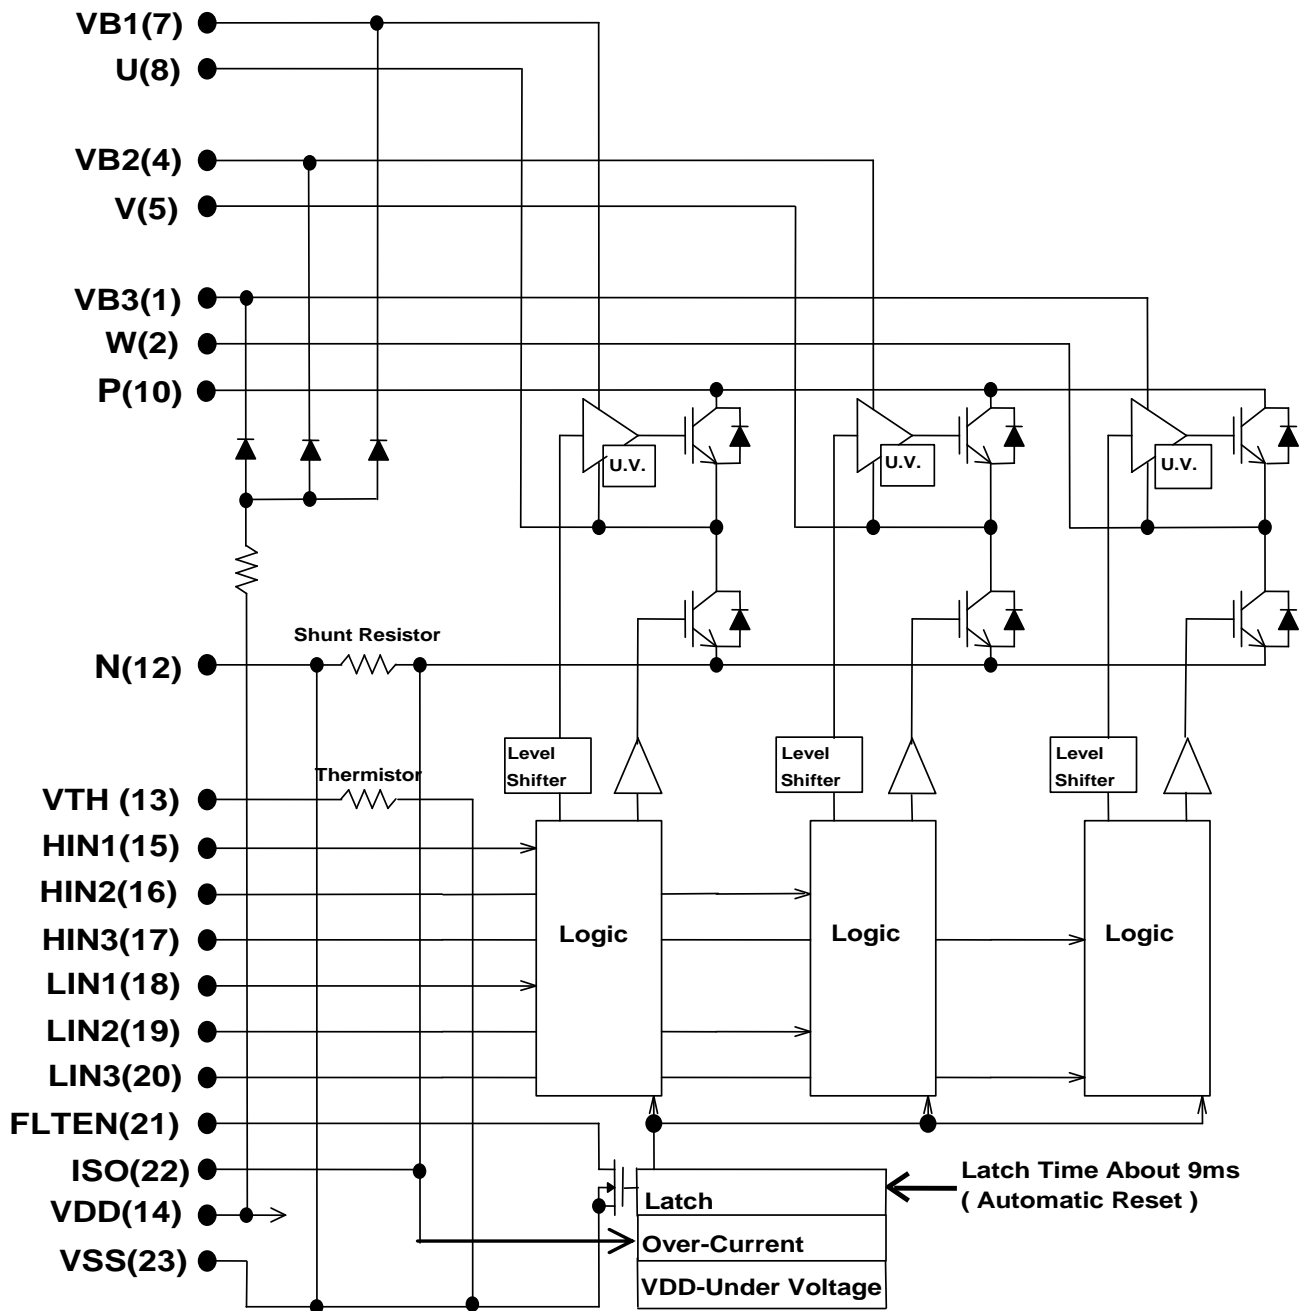 VB1(7)
U(8)
VB2(4)
V(5)
VB3(1)
W(2)
P(10)
U.V.
U.V.
U.V.
Shunt Resistor
N(12)
Level
Shifter
Level
Shifter
Level
Shifter
Thermistor
VTH (13)
HIN1(15)
HIN2(16)
HIN3(17)
LIN1(18)
LIN2(19)
LIN3(20)
Logic
Logic
Logic
FLTEN(21)
ISO(22)
VDD(14)
VSS(23)
Latch
Over-Current
VDD-Under Voltage
Latch Time About 9ms
( Automatic Reset )